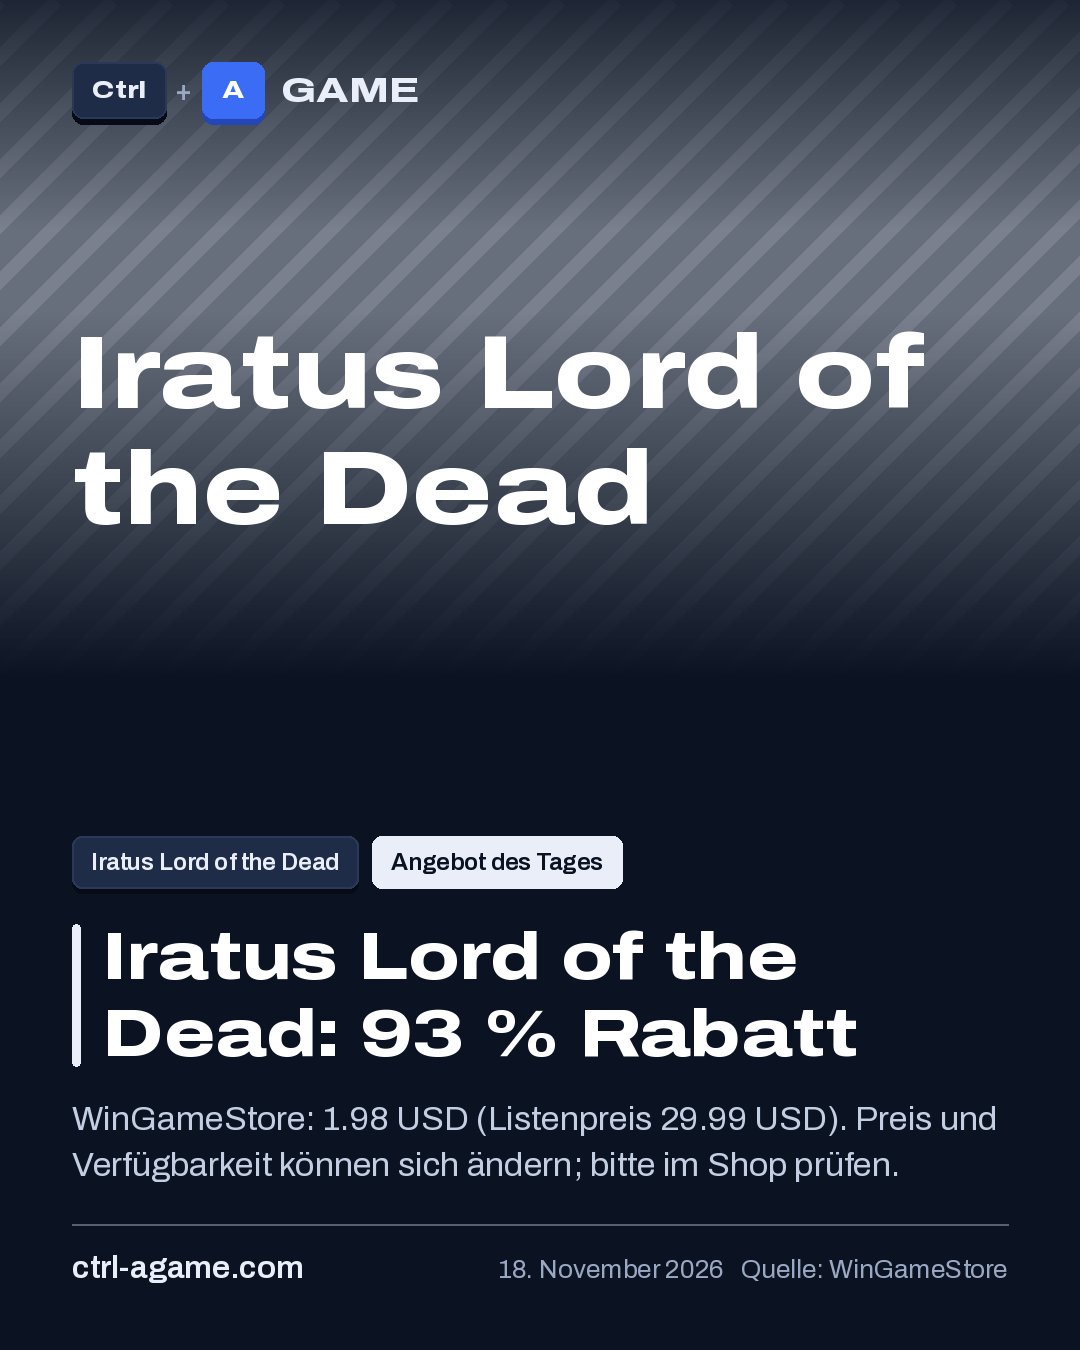 Ctrl + A GAME
Iratus Lord of
the Dead
Iratus Lord of the Dead
Angebot des Tages
Iratus Lord of the
Dead: 93 % Rabatt
WinGameStore: 1.98 USD (Listenpreis 29.99 USD). Preis und
Verfügbarkeit können sich ändern; bitte im Shop prüfen.
ctrl-agame.com
18. November 2026 Quelle: WinGameStore